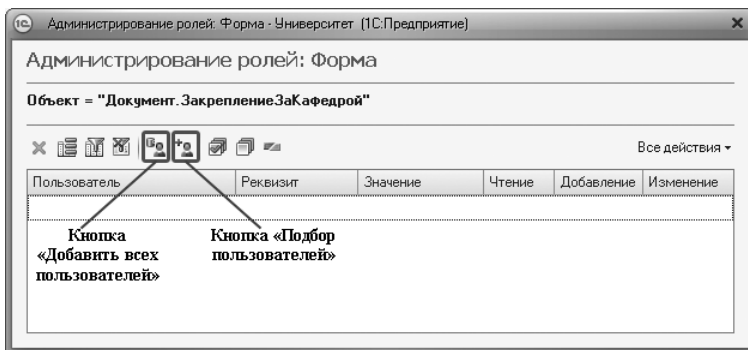 1С Администрирование ролей: Форма - Университет (1С:Предприятие)
Администрирование ролей: Форма
Объект = "Документ.ЗакреплениеЗаКафедрой"
Все действия
Пользователь Реквизит Значение Чтение Добавление Изменение
Кнопка
«Добавить всех
пользователей»
Кнопка «Подбор
пользователей»